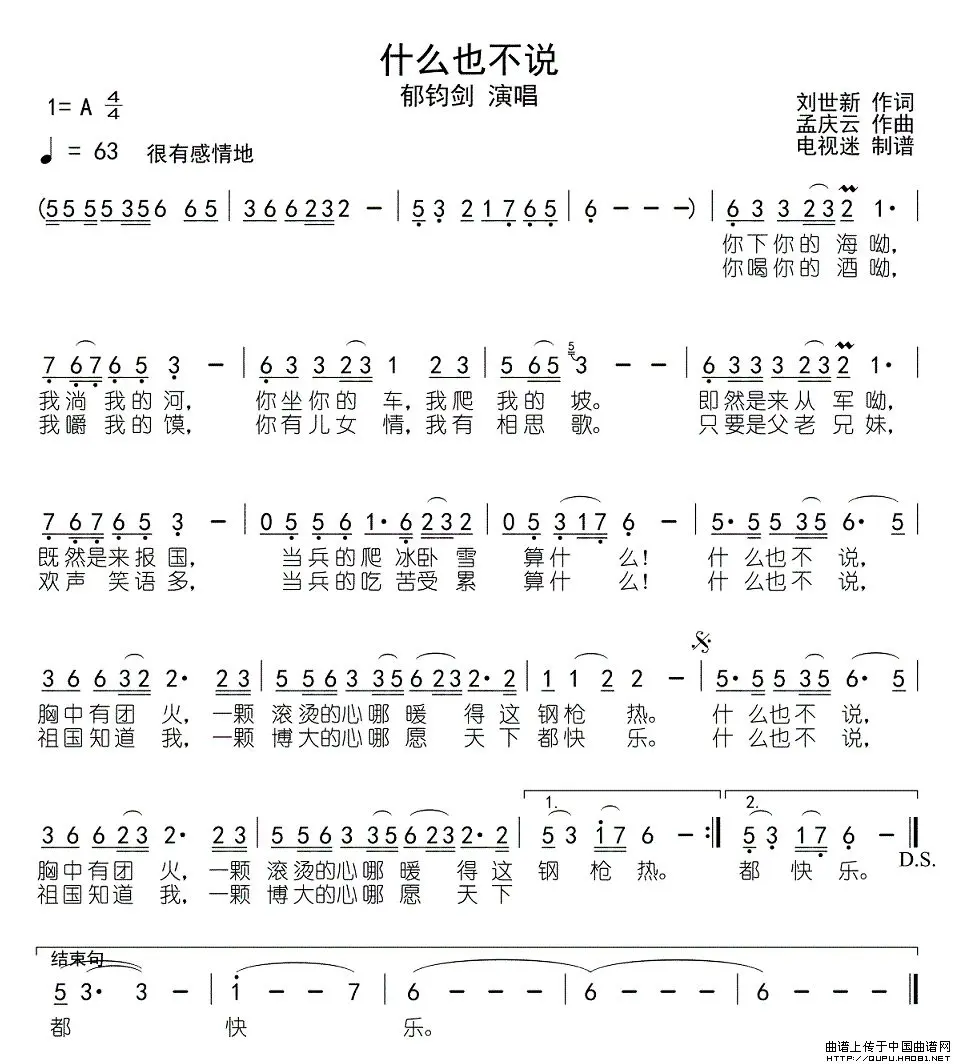 什么也不说
郁钧剑 演唱
1= A 4/4
刘世新 作词
孟庆云 作曲
电视迷 制谱
♩ = 63 很有感情地
(5 5 5 5 3 5 6 6 5 | 3 6 6 2 3 2 － | 5 3 2 1 7 6 5 | 6 － － －) | 6 3 3 2 3 2 1· |
你下你的 海呦，
你喝你的 酒呦，
7 6 7 6 5 3 － | 6 3 3 2 3 1 2 3 | 5 6 5 5 3 － | 6 3 3 3 2 3 2 1· |
我淌 我的 河， 你坐你的 车，我爬 我的 坡。 即然是来从 军呦，
我嚼 我的 馍， 你有儿女 情，我有 相思 歌。 只要是父老 兄妹，
7 6 7 6 5 3 － | 0 5 5 6 1· 6 2 3 2 | 0 5 3 1 7 6 － | 5· 5 5 3 5 6· 5 |
既然是来报 国， 当兵的爬 冰卧 雪 算什 么！ 什 么也不 说，
欢声 笑语 多， 当兵的吃 苦受 累 算什 么！ 什 么也不 说，
3 6 6 3 2 2· 2 3 | 5 5 6 3 3 5 6 2 3 2· 2 | 1 1 2 2 － | 5· 5 5 3 5 6· 5 |
胸中有团 火，一颗 滚烫的心哪 暖 得 这 钢枪 热。 什 么也不 说，
祖国知道 我，一颗 博大的心哪 愿 天 下 都快 乐。 什 么也不 说，
1. 2.
3 6 6 2 3 2· 2 3 | 5 5 6 3 3 5 6 2 3 2· 2 | 5 3 1 7 6 － :‖ 5 3 1 7 6 － ‖
D.S.
胸中有团 火，一颗 滚烫的心哪 暖 得这 钢 枪 热。 都 快 乐。
祖国知道 我，一颗 博大的心哪 愿 天 下
结束句
5 3· 3 － | 1 － － 7 | 6 － － － | 6 － － － | 6 － － － ‖
都 快 乐。
曲谱上传于中国曲谱网
HTTP://QUPU.HAO81.NET